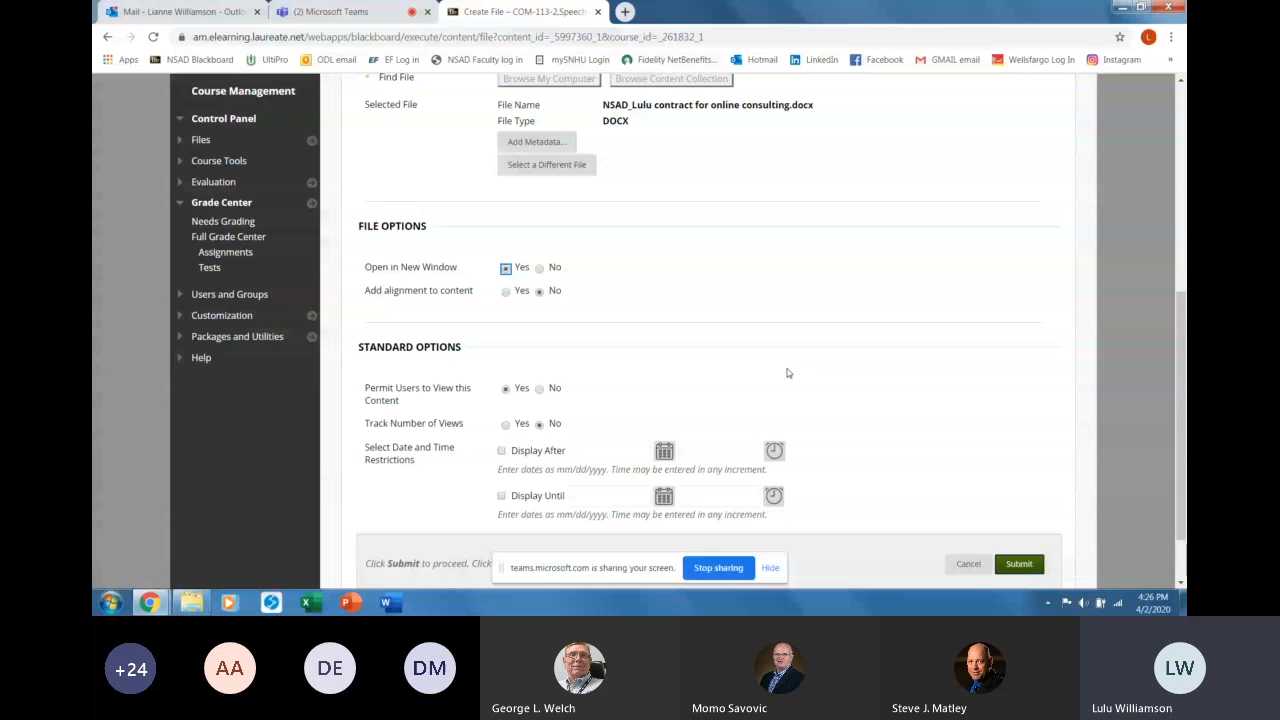 Mail - Lianne Williamson - Outlo
(2) Microsoft Teams
Create File – COM-113-2,Speech
am.elearning.laureate.net/webapps/blackboard/execute/content/file?content_id=_5997360_1&course_id=_261832_1
L
Apps
NSAD Blackboard
UltiPro
ODL email
EF Log in
NSAD Faculty log in
mySNHU Login
Fidelity NetBenefits...
Hotmail
LinkedIN
Facebook
GMAIL email
Wellsfargo Log In
Instagram
»
Course Management
Control Panel
Files
Course Tools
Evaluation
Grade Center
Needs Grading
Full Grade Center
Assignments
Tests
Users and Groups
Customization
Packages and Utilities
Help
* Find File
Browse My Computer
Browse Content Collection
Selected File
File Name
NSAD_Lulu contract for online consulting.docx
File Type
DOCX
Add Metadata...
Select a Different File
FILE OPTIONS
Open in New Window
Yes
No
Add alignment to content
Yes
No
STANDARD OPTIONS
Permit Users to View this
Content
Yes
No
Track Number of Views
Yes
No
Select Date and Time
Restrictions
Display After
Enter dates as mm/dd/yyyy. Time may be entered in any increment.
Display Until
Enter dates as mm/dd/yyyy. Time may be entered in any increment.
Click Submit to proceed. Click
teams.microsoft.com is sharing your screen.
Stop sharing
Hide
Cancel
Submit
4:26 PM
4/2/2020
+24
AA
DE
DM
LW
George L. Welch
Momo Savovic
Steve J. Matley
Lulu Williamson